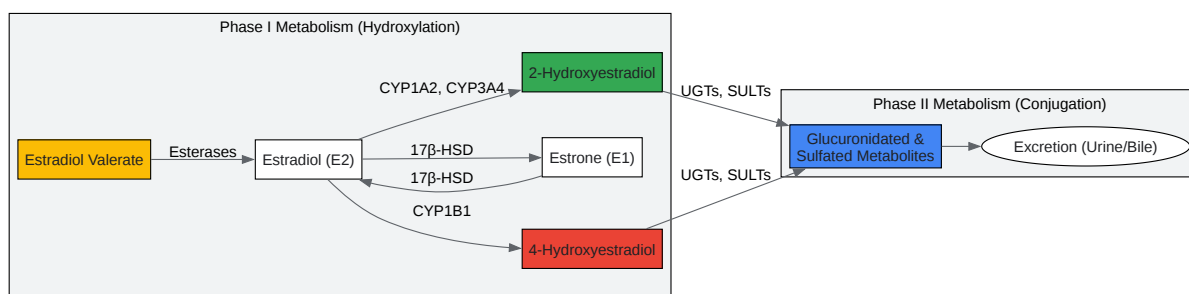 Phase I Metabolism (Hydroxylation)
2-Hydroxyestradiol
CYP1A2, CYP3A4
UGTs, SULTs
Phase II Metabolism (Conjugation)
Estradiol Valerate
Esterases
Estradiol (E2)
17β-HSD
Estrone (E1)
17β-HSD
Glucuronidated &
Sulfated Metabolites
Excretion (Urine/Bile)
UGTs, SULTs
CYP1B1
4-Hydroxyestradiol